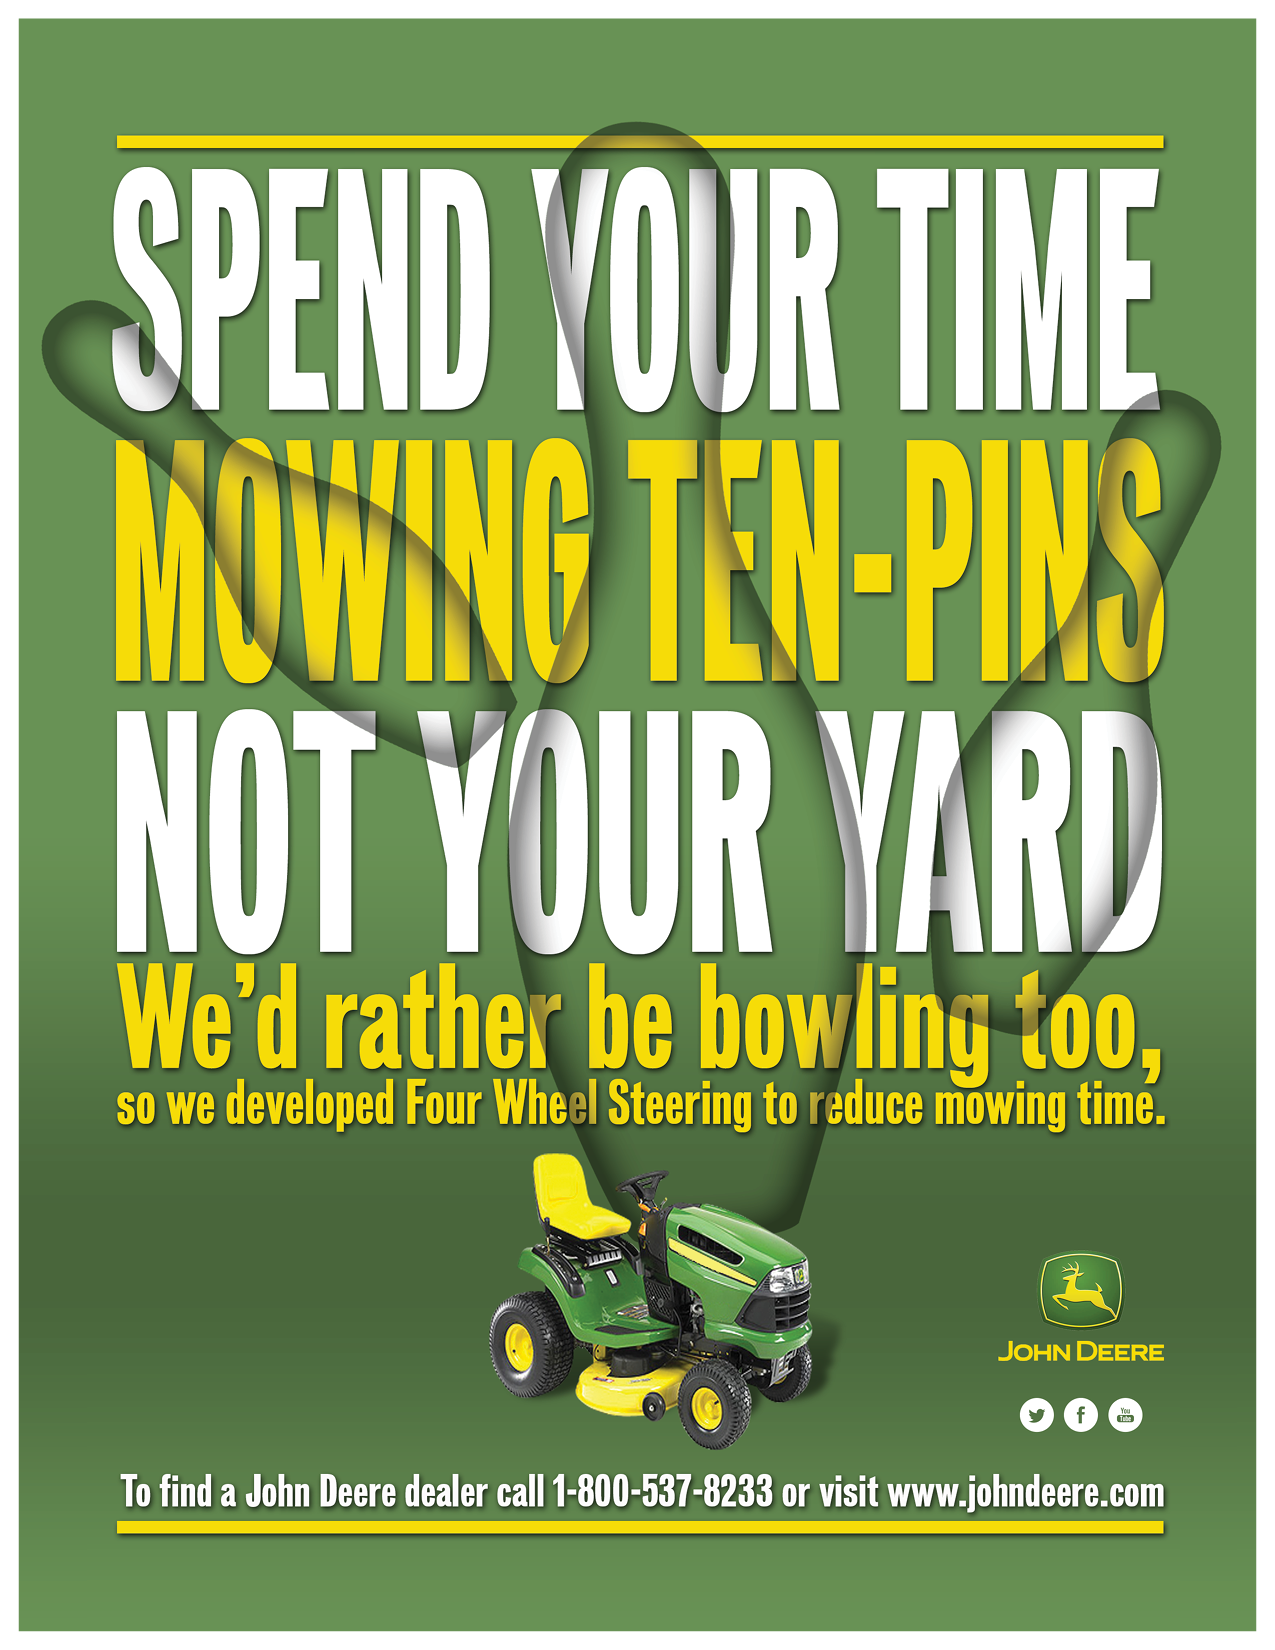 SPEND YOUR TIME
MOWING TEN-PINS
NOT YOUR YARD
We'd rather be bowling too,
so we developed Four Wheel Steering to reduce mowing time.
JOHN DEERE
You
Tube
To find a John Deere dealer call 1-800-537-8233 or visit www.johndeere.com